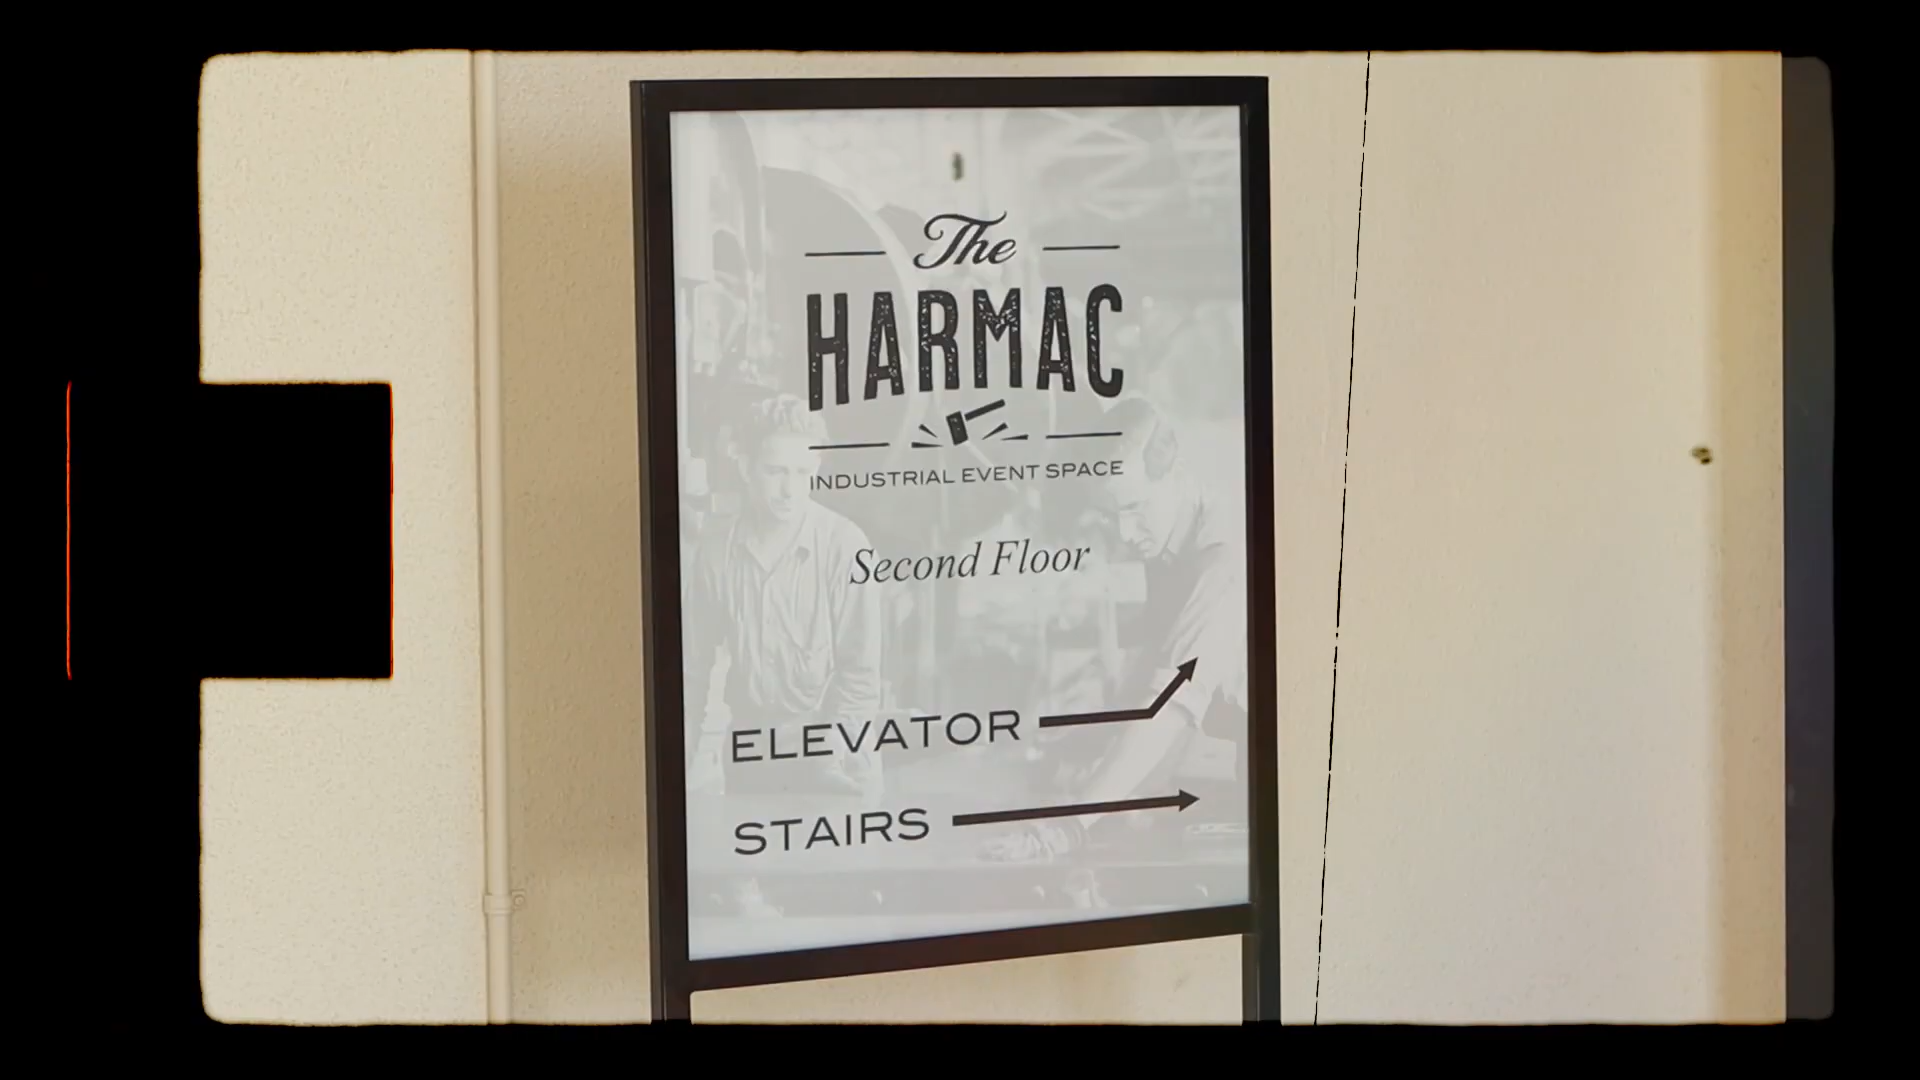 The
HARMAC
INDUSTRIAL EVENT SPACE
Second Floor
ELEVATOR
STAIRS